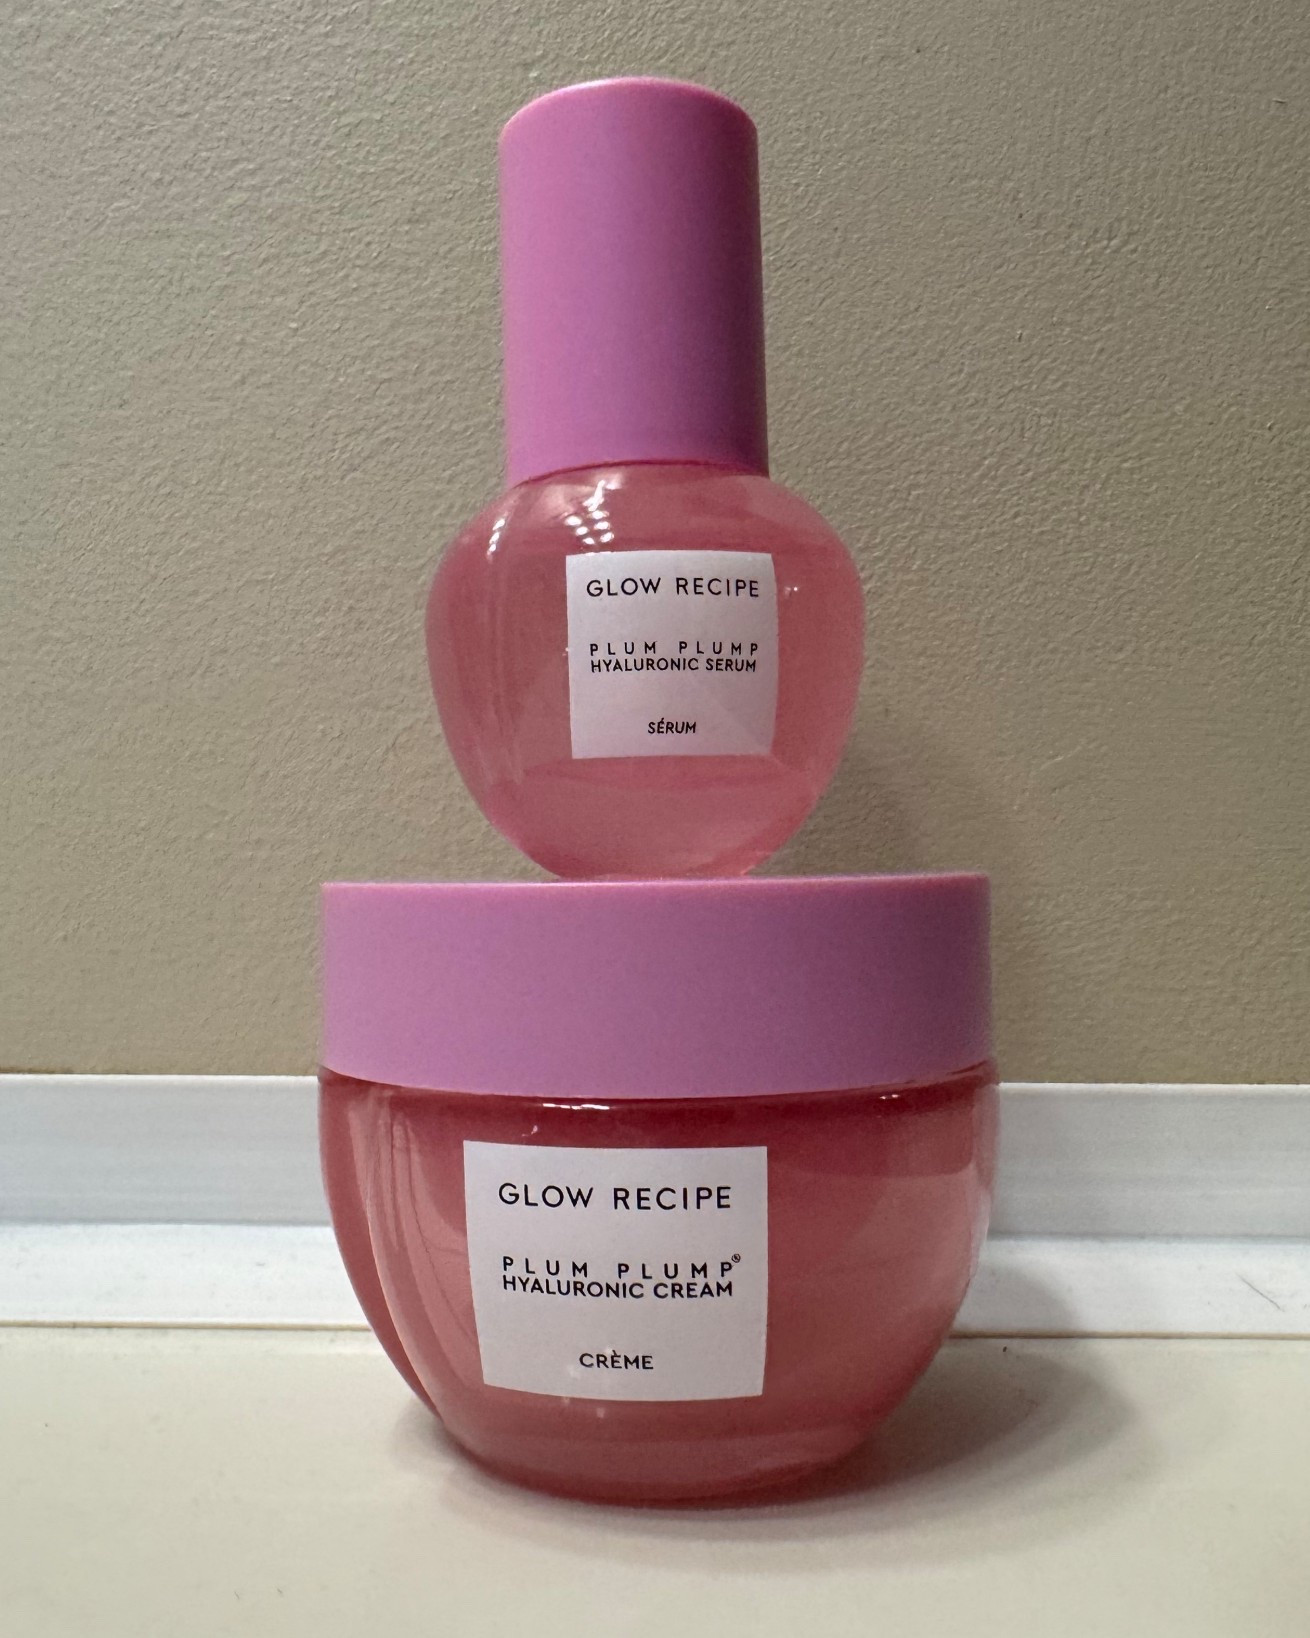 GLOW RECIPE
PLUM PLUMP
HYALURONIC SERUM
SÉRUM
GLOW RECIPE
PLUM PLUMP®
HYALURONIC CREAM
CRÈME